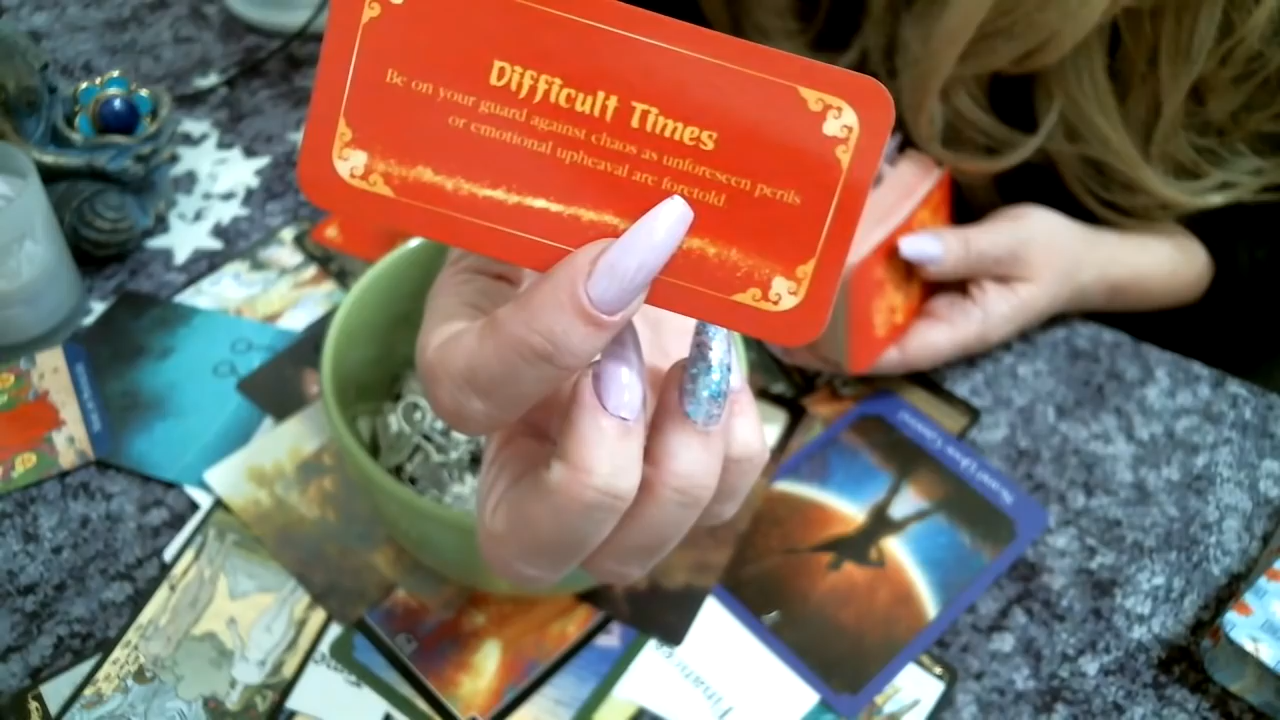 Difficult Times
Be on your guard against chaos as unforeseen perils
or emotional upheaval are foretold